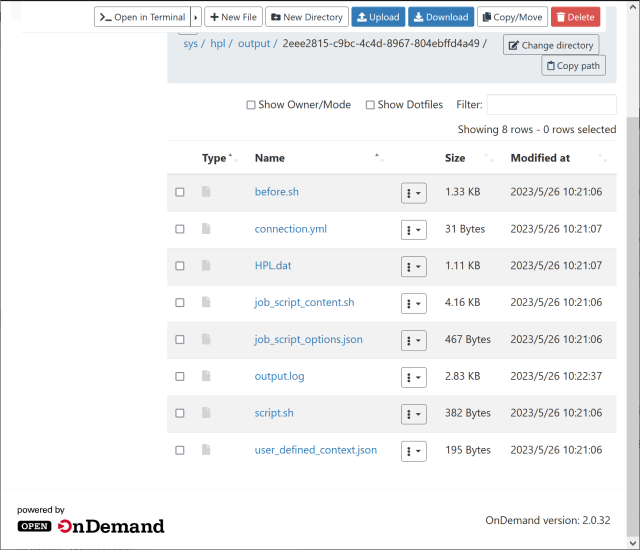 Open in Terminal New File New Directory Upload Download Copy/Move Delete
sys / hpl / output / 2eee2815-c9bc-4c4d-8967-804ebffd4a49 / Change directory
Copy path
Show Owner/Mode Show Dotfiles Filter:
Showing 8 rows - 0 rows selected
Type Name Size Modified at
before.sh 1.33 KB 2023/5/26 10:21:06
connection.yml 31 Bytes 2023/5/26 10:21:07
HPL.dat 1.11 KB 2023/5/26 10:21:07
job_script_content.sh 4.16 KB 2023/5/26 10:21:06
job_script_options.json 467 Bytes 2023/5/26 10:21:06
output.log 2.83 KB 2023/5/26 10:22:37
script.sh 382 Bytes 2023/5/26 10:21:06
user_defined_context.json 195 Bytes 2023/5/26 10:21:06
powered by
OPEN OnDemand
OnDemand version: 2.0.32